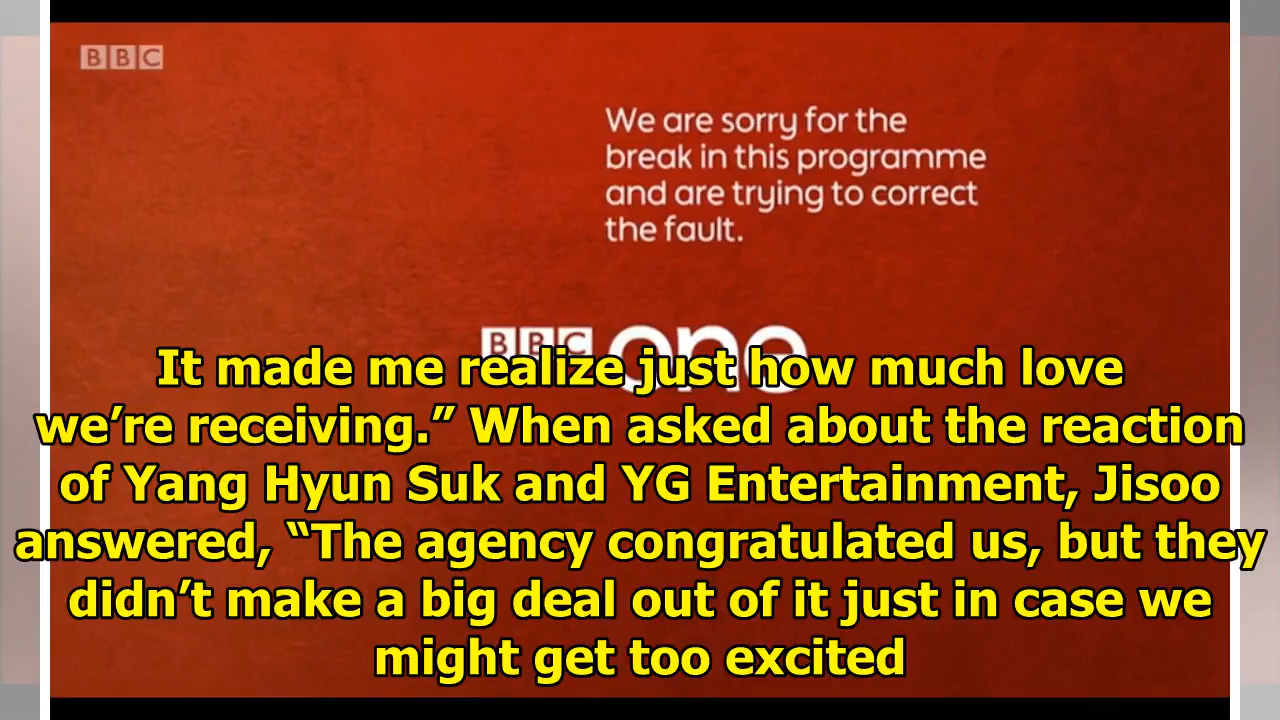 BBC
We are sorry for the
break in this programme
and are trying to correct
the fault.
BBC one
It made me realize just how much love
we’re receiving.” When asked about the reaction
of Yang Hyun Suk and YG Entertainment, Jisoo
answered, “The agency congratulated us, but they
didn’t make a big deal out of it just in case we
might get too excited